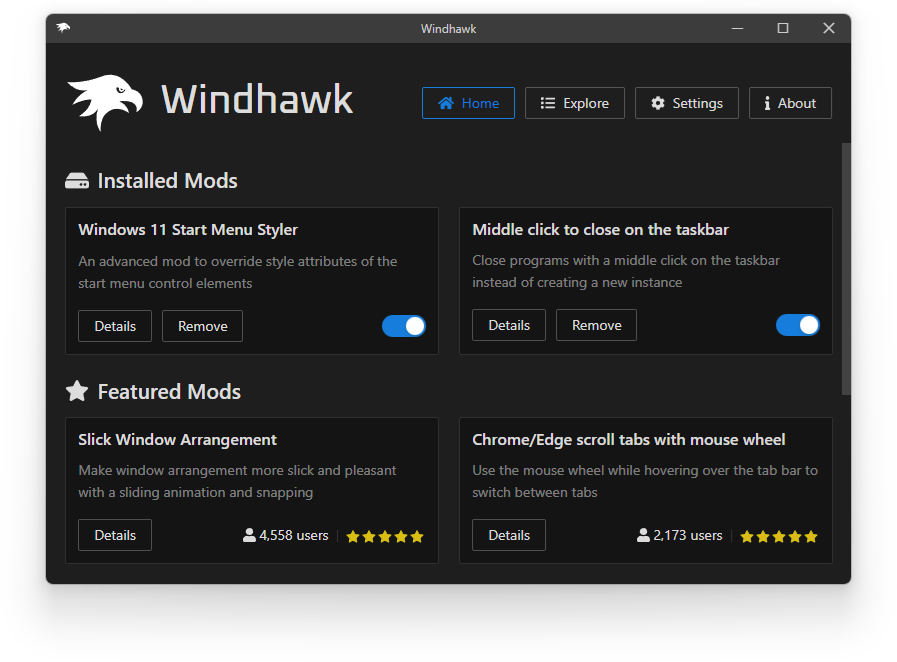 Windhawk
Windhawk
Home
Explore
Settings
About
Installed Mods
Windows 11 Start Menu Styler
An advanced mod to override style attributes of the
start menu control elements
Details
Remove
Middle click to close on the taskbar
Close programs with a middle click on the taskbar
instead of creating a new instance
Details
Remove
Featured Mods
Slick Window Arrangement
Make window arrangement more slick and pleasant
with a sliding animation and snapping
Details
4,558 users
Chrome/Edge scroll tabs with mouse wheel
Use the mouse wheel while hovering over the tab bar to
switch between tabs
Details
2,173 users